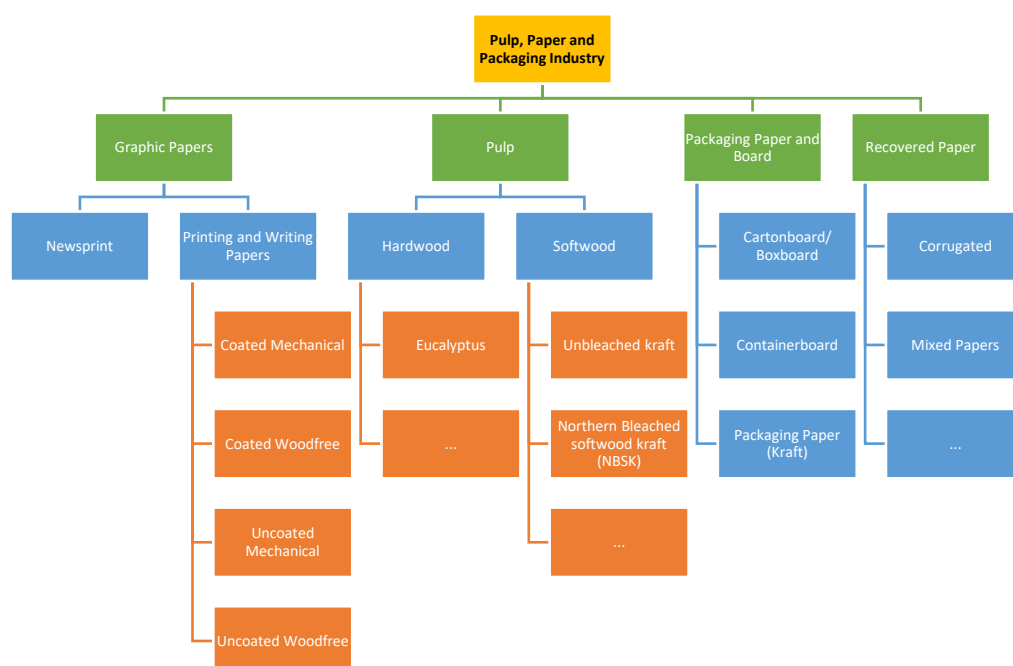 Pulp, Paper and
Packaging Industry
Graphic Papers
Pulp
Packaging Paper and
Board
Recovered Paper
Newsprint
Printing and Writing
Papers
Hardwood
Softwood
Cartonboard/
Boxboard
Corrugated
Coated Mechanical
Eucalyptus
Unbleached kraft
Containerboard
Mixed Papers
Coated Woodfree
...
Northern Bleached
softwood kraft
(NBSK)
Packaging Paper
(Kraft)
...
Uncoated
Mechanical
...
Uncoated Woodfree